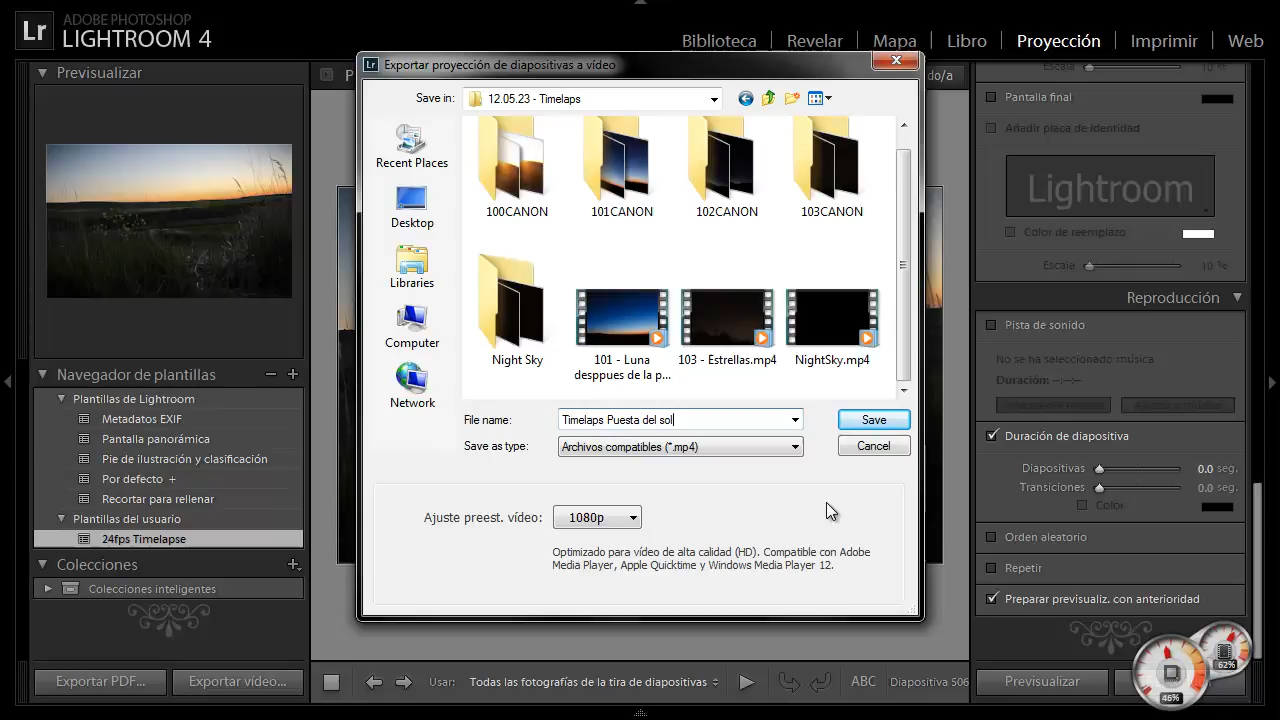 Lr
ADOBE PHOTOSHOP
LIGHTROOM 4
Biblioteca
Revelar
Mapa
Libro
Proyección
Imprimir
Web
Previsualizar
Lr
Exportar proyección de diapositivas a vídeo
Save in:
12.05.23 - Timelaps
Recent Places
Desktop
Libraries
Computer
Network
100CANON
101CANON
102CANON
103CANON
Night Sky
101 - Luna
desppues de la p...
103 - Estrellas.mp4
NightSky.mp4
File name:
Timelaps Puesta del sol
Save
Save as type:
Archivos compatibles (*.mp4)
Cancel
Ajuste preest. vídeo:
1080p
Optimizado para vídeo de alta calidad (HD). Compatible con Adobe
Media Player, Apple Quicktime y Windows Media Player 12.
Navegador de plantillas
Plantillas de Lightroom
Metadatos EXIF
Pantalla panorámica
Pie de ilustración y clasificación
Por defecto +
Recortar para rellenar
Plantillas del usuario
24fps Timelapse
Colecciones
Colecciones inteligentes
Exportar PDF...
Exportar vídeo...
Usar:
Todas las fotografías de la tira de diapositivas
ABC
Diapositiva 506
do/a
Escale
10 %
Pantalla final
Añadir placa de identidad
Lightroom
Color de reemplazo
Escale
10 %
Reproducción
Pista de sonido
No se ha seleccionado música
Duración: --:--:--
Duración de diapositiva
Diapositivas
0.0 seg.
Transiciones
0.0 seg.
Color
Orden aleatorio
Repetir
Preparar previsualiz. con anterioridad
Previsualizar
46%
62%